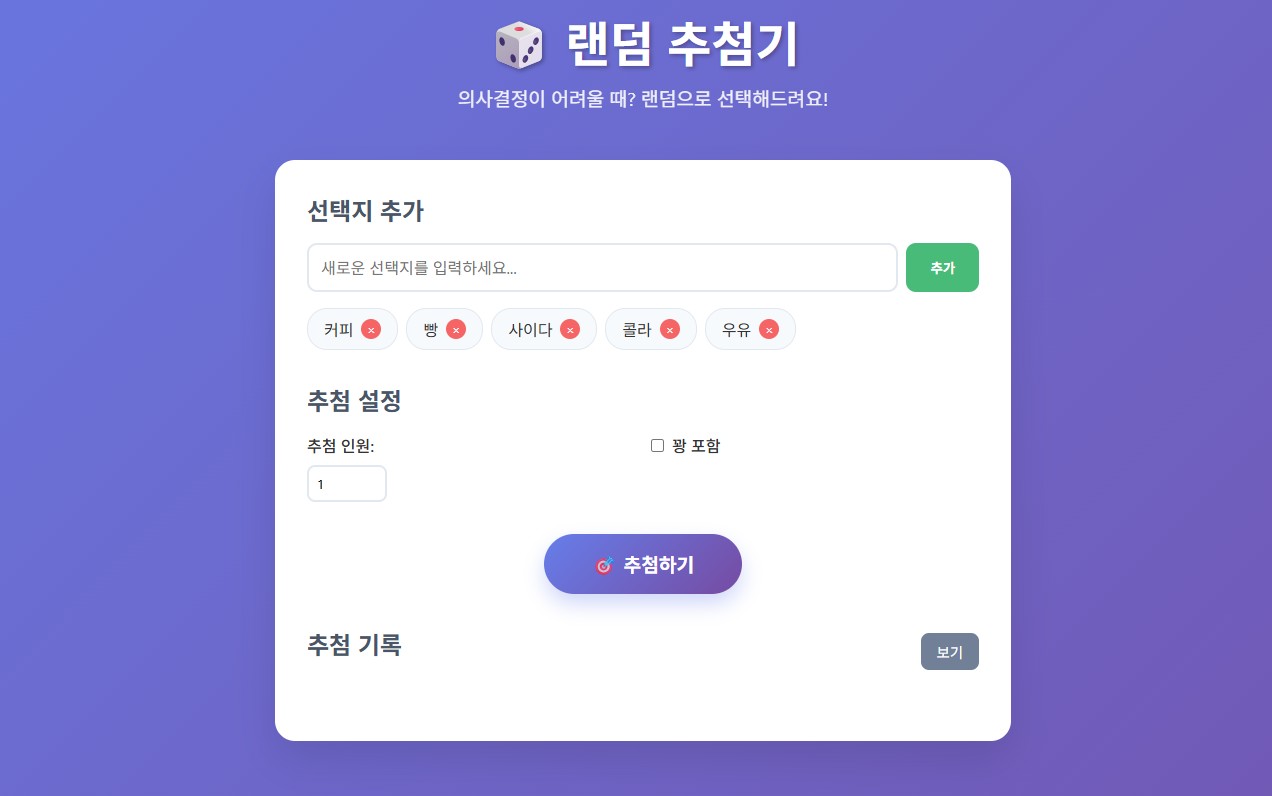 🎲 랜덤 추첨기
의사결정이 어려울 때? 랜덤으로 선택해드려요!
선택지 추가
새로운 선택지를 입력하세요...
추가
커피 × 빵 × 사이다 × 콜라 × 우유 ×
추첨 설정
추첨 인원:
꽝 포함
1
🎯 추첨하기
추첨 기록
보기